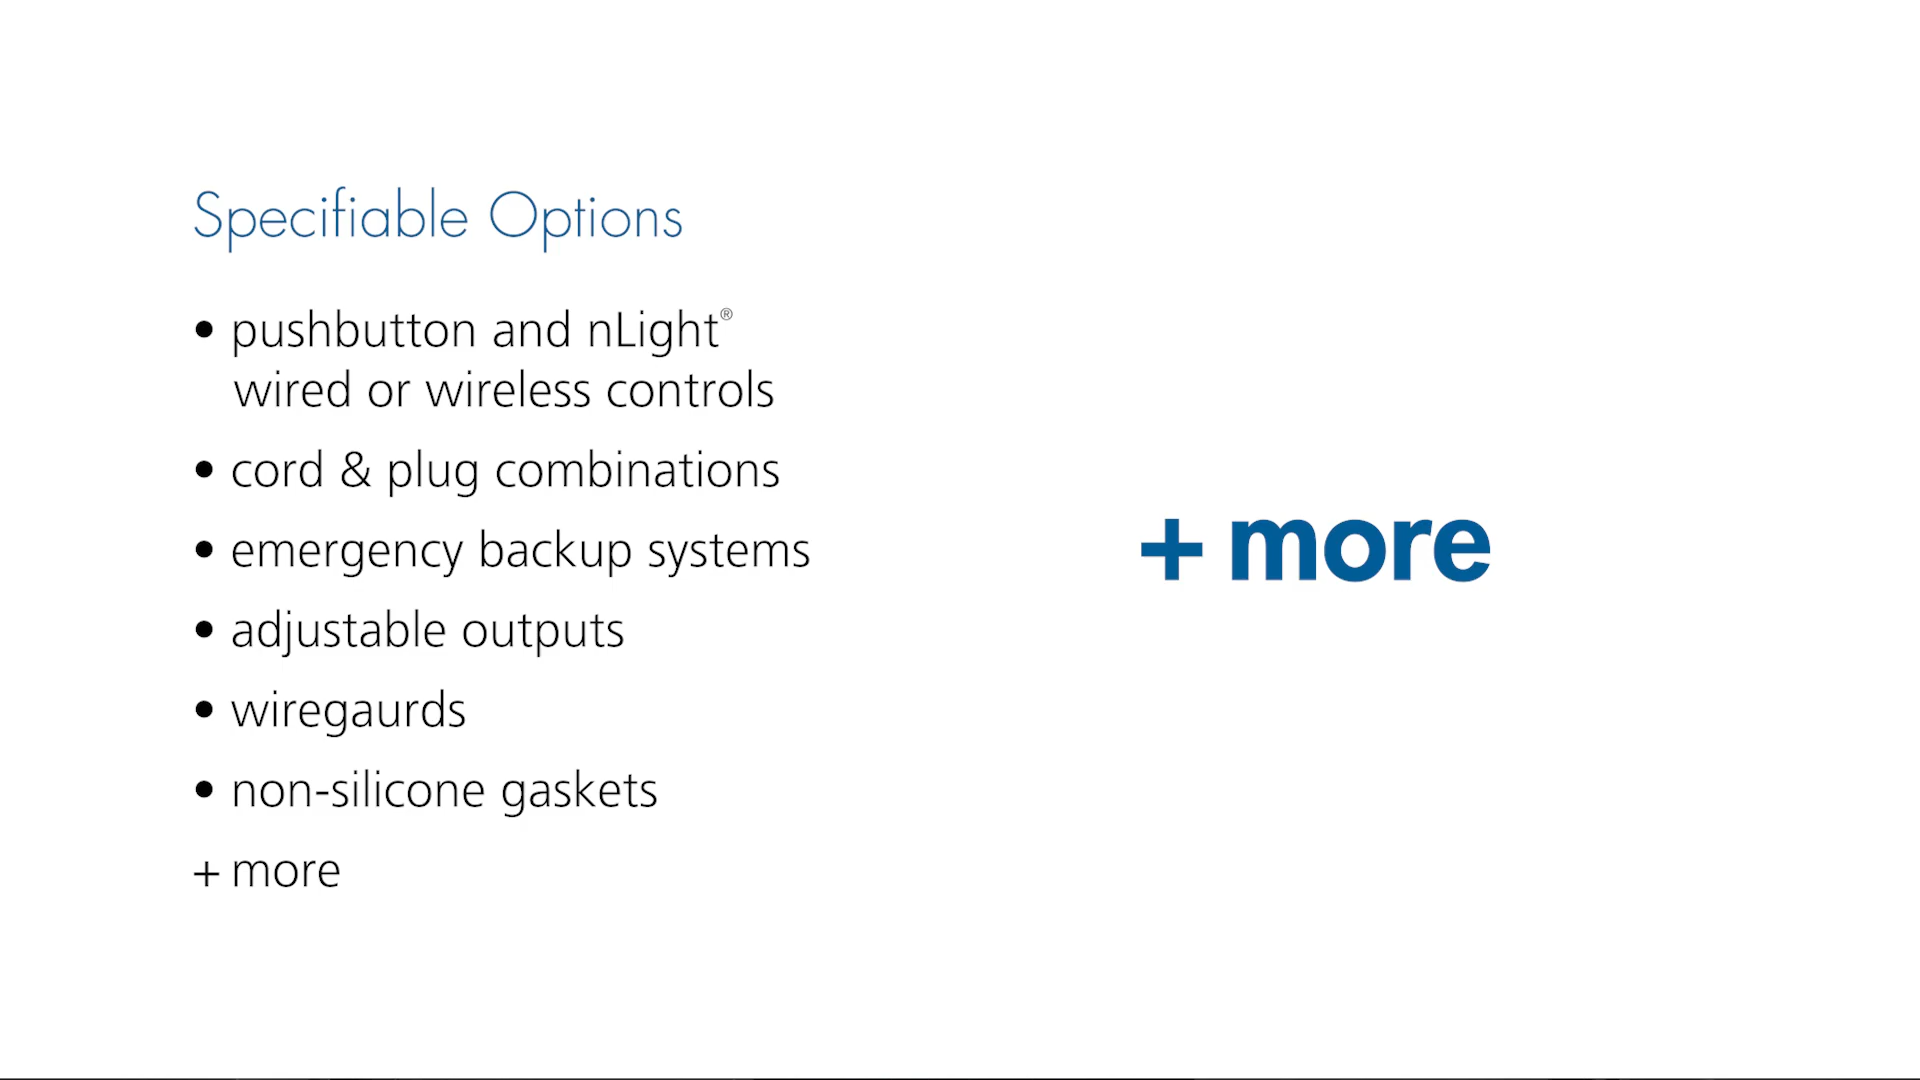 Specifiable Options
• pushbutton and nLight®
wired or wireless controls
• cord & plug combinations
• emergency backup systems
• adjustable outputs
• wiregaurds
• non-silicone gaskets
+ more
+ more